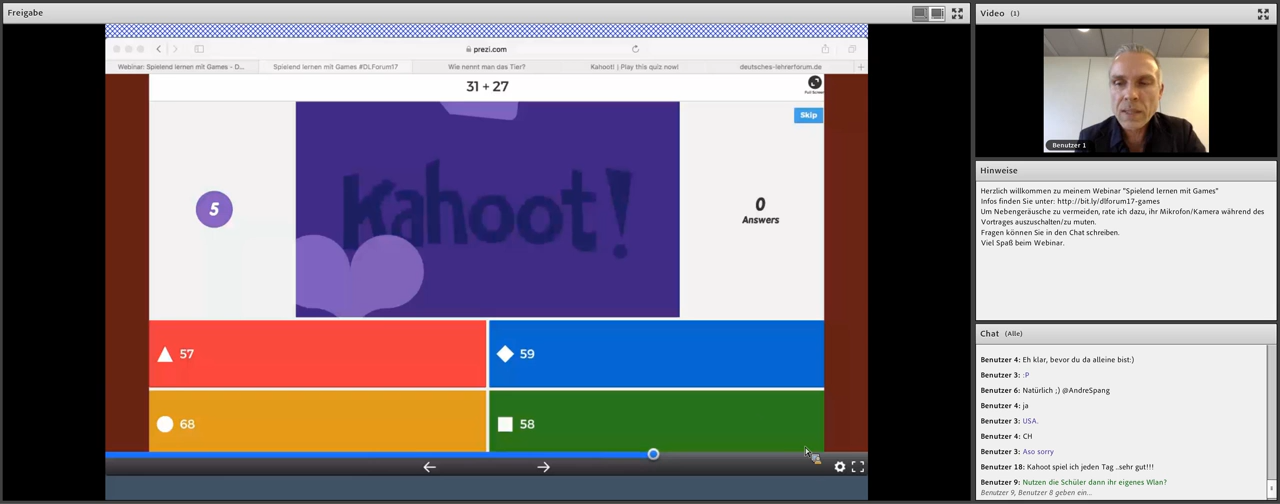 Freigabe
prezi.com
Webinar: Spielend lernen mit Games - D...
Spielend lernen mit Games #DLForum17
Wie nennt man das Tier?
Kahoot! | Play this quiz now!
deutsches-lehrerforum.de
31 + 27
Full Screen
Skip
Kahoot!
5
0
Answers
57
59
68
58
Video (1)
Benutzer 1
Hinweise
Herzlich willkommen zu meinem Webinar "Spielend lernen mit Games"
Infos finden Sie unter: http://bit.ly/dlforum17-games
Um Nebengeräusche zu vermeiden, rate ich dazu, ihr Mikrofon/Kamera während des
Vortrages auszuschalten/zu muten.
Fragen können Sie in den Chat schreiben.
Viel Spaß beim Webinar.
Chat (Alle)
Benutzer 4: Eh klar, bevor du da alleine bist:)
Benutzer 3: :P
Benutzer 6: Natürlich ;) @AndreSpang
Benutzer 4: ja
Benutzer 3: USA.
Benutzer 4: CH
Benutzer 3: Aso sorry
Benutzer 18: Kahoot spiel ich jeden Tag ..sehr gut!!!
Benutzer 9: Nutzen die Schüler dann ihr eigenes Wlan?
Benutzer 9, Benutzer 8 geben ein...